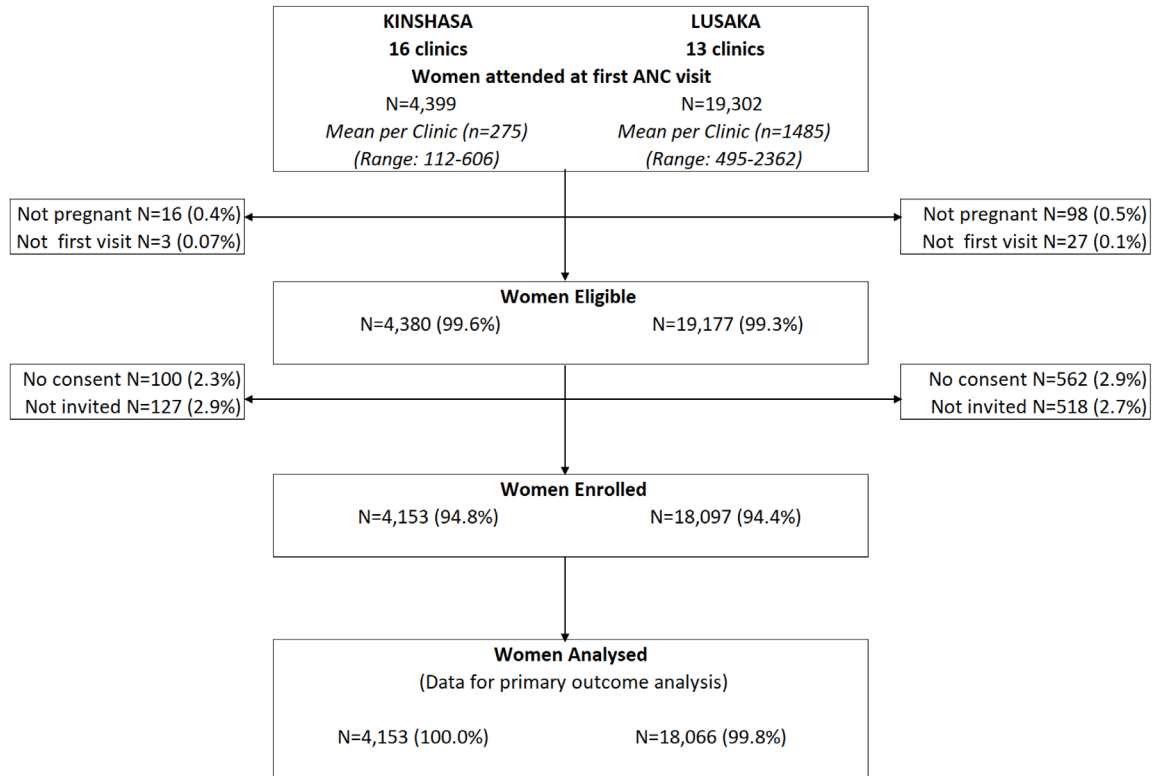 KINSHASA LUSAKA
16 clinics 13 clinics
Women attended at first ANC visit
N=4,399 N=19,302
Mean per Clinic (n=275) Mean per Clinic (n=1485)
(Range: 112-606) (Range: 495-2362)
Not pregnant N=16 (0.4%) Not pregnant N=98 (0.5%)
Not first visit N=3 (0.07%) Not first visit N=27 (0.1%)
Women Eligible
N=4,380 (99.6%) N=19,177 (99.3%)
No consent N=100 (2.3%) No consent N=562 (2.9%)
Not invited N=127 (2.9%) Not invited N=518 (2.7%)
Women Enrolled
N=4,153 (94.8%) N=18,097 (94.4%)
Women Analysed
(Data for primary outcome analysis)
N=4,153 (100.0%) N=18,066 (99.8%)